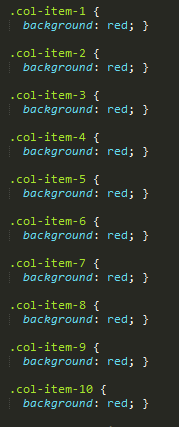 .col-item-1 {
background: red; }
.col-item-2 {
background: red; }
.col-item-3 {
background: red; }
.col-item-4 {
background: red; }
.col-item-5 {
background: red; }
.col-item-6 {
background: red; }
.col-item-7 {
background: red; }
.col-item-8 {
background: red; }
.col-item-9 {
background: red; }
.col-item-10 {
background: red; }